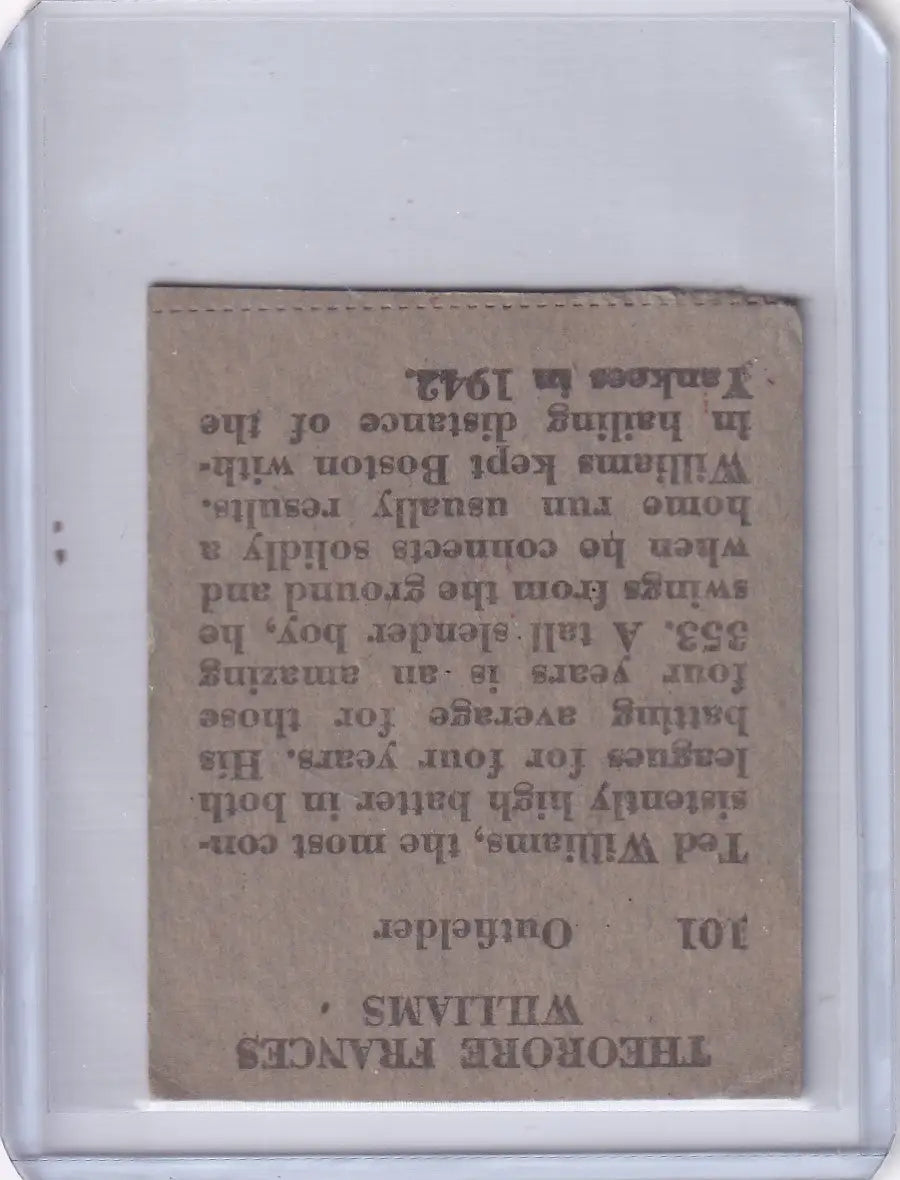 THEORORE FRANCES
WILLIAMS
101 Outfielder
Ted Williams, the most con-
sistently high batter in both
leagues for four years. His
batting average for those
four years is an amazing
353. A tall slender boy, he
swings from the ground and
when he connects solidly a
home run usually results.
Williams kept Boston with-
in hailing distance of the
Yankees in 1942.